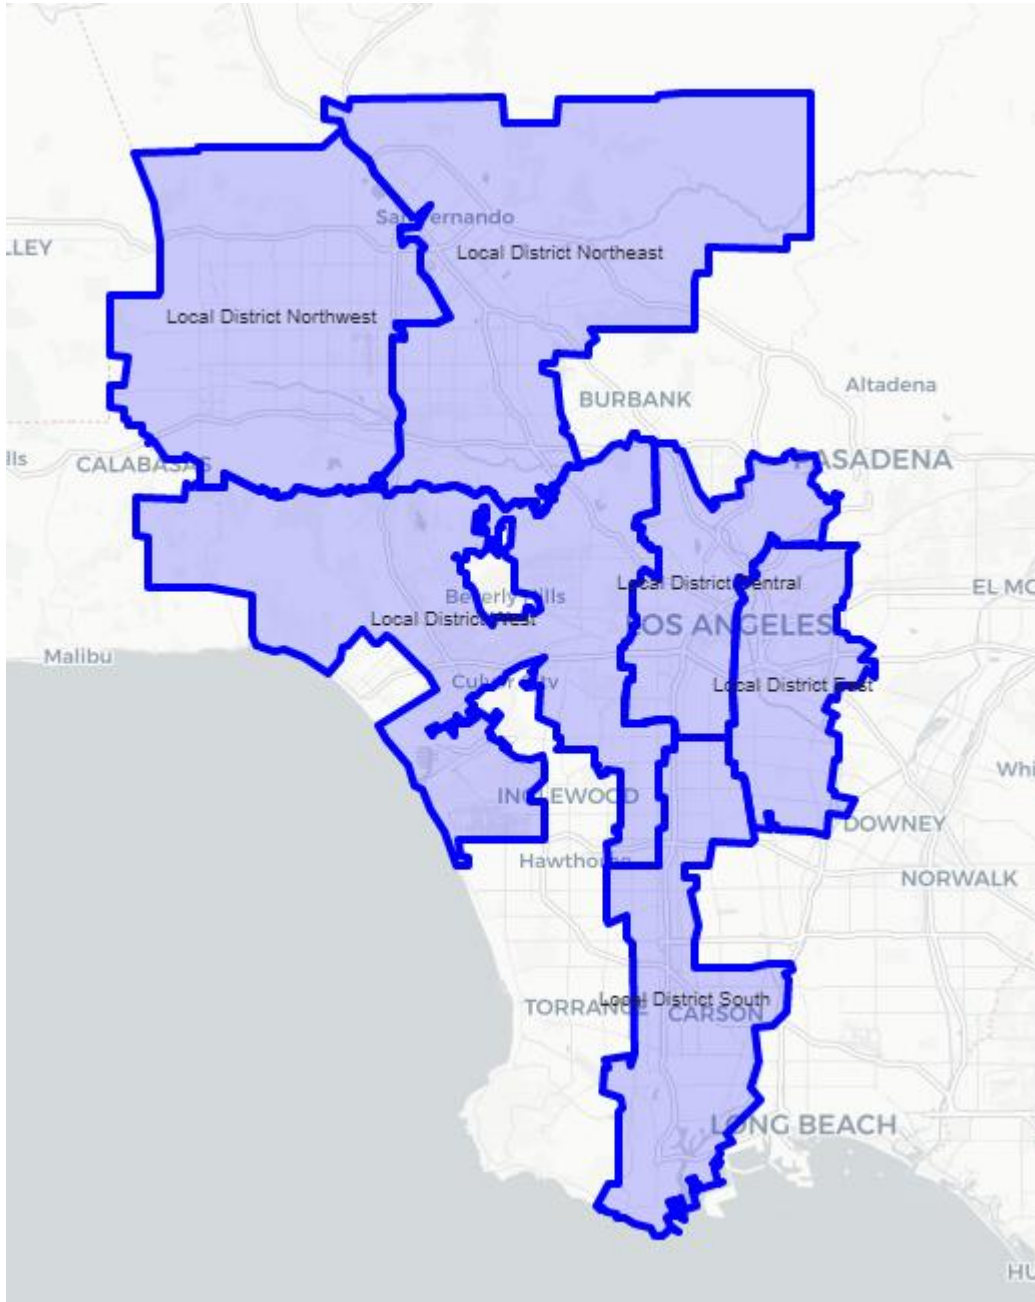 San Fernando
LLEY
Local District Northeast
Local District Northwest
Altadena
BURBANK
lls
CALABASAS
PASADENA
Local District Central
EL MO
Beverly Hills
Local District West
LOS ANGELES
Malibu
Culver City
Local District East
Whi
INGLEWOOD
DOWNEY
Hawthorne
NORWALK
Local District South
TORRANCE
CARSON
LONG BEACH
HU